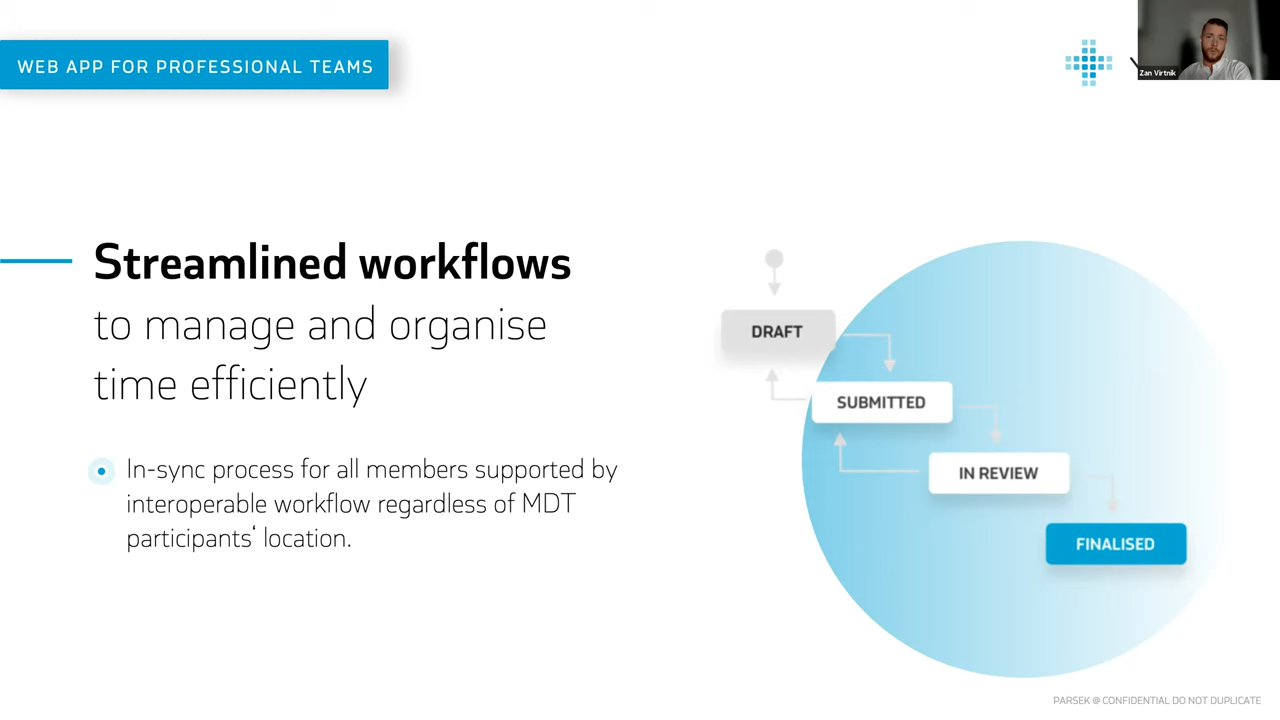 WEB APP FOR PROFESSIONAL TEAMS
Zan Virtnik
Streamlined workflows
to manage and organise
time efficiently
In-sync process for all members supported by
interoperable workflow regardless of MDT
participants‘ location.
DRAFT
SUBMITTED
IN REVIEW
FINALISED
PARSEK @ CONFIDENTIAL DO NOT DUPLICATE